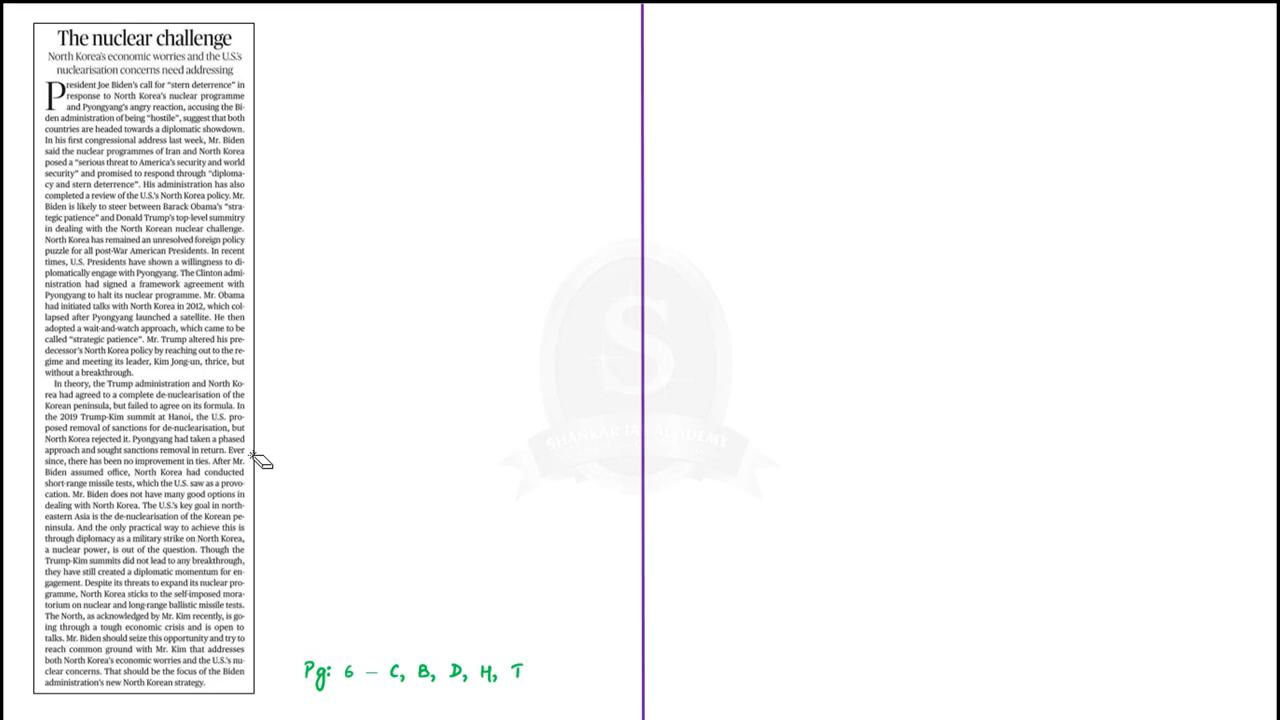 The nuclear challenge
North Korea's economic worries and the U.S.'s
nuclearisation concerns need addressing
President Joe Biden's call for "stern deterrence" in
response to North Korea's nuclear programme
and Pyongyang's angry reaction, accusing the Bi-
den administration of being "hostile", suggest that both
countries are headed towards a diplomatic showdown.
In his first congressional address last week, Mr. Biden
said the nuclear programmes of Iran and North Korea
posed a "serious threat to America's security and world
security" and promised to respond through "diploma-
cy and stern deterrence". His administration has also
completed a review of the U.S.'s North Korea policy. Mr.
Biden is likely to steer between Barack Obama's "stra-
tegic patience" and Donald Trump's top-level summitry
in dealing with the North Korean nuclear challenge.
North Korea has remained an unresolved foreign policy
puzzle for all post-War American Presidents. In recent
times, U.S. Presidents have shown a willingness to di-
plomatically engage with Pyongyang. The Clinton admi-
nistration had signed a framework agreement with
Pyongyang to halt its nuclear programme. Mr. Obama
had initiated talks with North Korea in 2012, which col-
lapsed after Pyongyang launched a satellite. He then
adopted a wait-and-watch approach, which came to be
called "strategic patience". Mr. Trump altered his pre-
decessor's North Korea policy by reaching out to the re-
gime and meeting its leader, Kim Jong-un, thrice, but
without a breakthrough.
In theory, the Trump administration and North Ko-
rea had agreed to a complete de-nuclearisation of the
Korean peninsula, but failed to agree on its formula. In
the 2019 Trump-Kim summit at Hanoi, the U.S. pro-
posed removal of sanctions for de-nuclearisation, but
North Korea rejected it. Pyongyang had taken a phased
approach and sought sanctions removal in return. Ever
since, there has been no improvement in ties. After Mr.
Biden assumed office, North Korea had conducted
short-range missile tests, which the U.S. saw as a provo-
cation. Mr. Biden does not have many good options in
dealing with North Korea. The U.S.'s key goal in north-
eastern Asia is the de-nuclearisation of the Korean pe-
ninsula. And the only practical way to achieve this is
through diplomacy as a military strike on North Korea,
a nuclear power, is out of the question. Though the
Trump-Kim summits did not lead to any breakthrough,
they have still created a diplomatic momentum for en-
gagement. Despite its threats to expand its nuclear pro-
gramme, North Korea sticks to the self-imposed mora-
torium on nuclear and long-range ballistic missile tests.
The North, as acknowledged by Mr. Kim recently, is go-
ing through a tough economic crisis and is open to
talks. Mr. Biden should seize this opportunity and try to
reach common ground with Mr. Kim that addresses
both North Korea's economic worries and the U.S.'s nu-
clear concerns. That should be the focus of the Biden
administration's new North Korean strategy.
Pg: 6 – C, B, D, H, T
S
SHANKAR IAS ACADEMY